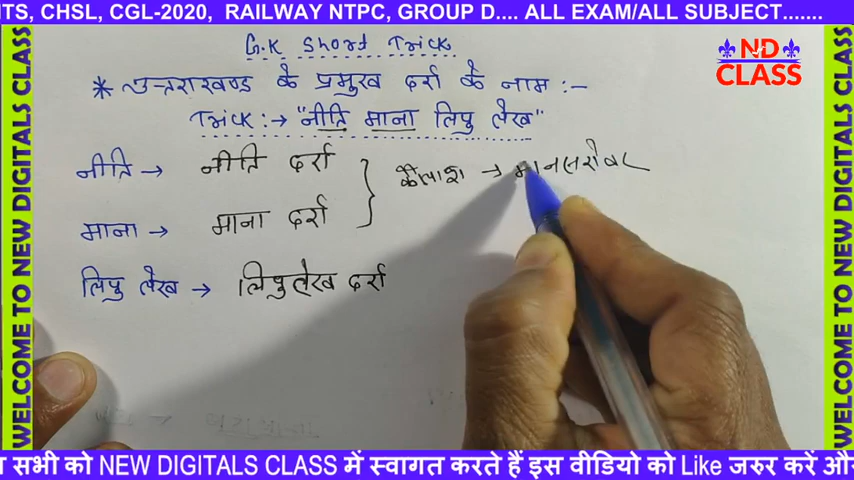 ITS, CHSL, CGL-2020, RAILWAY NTPC, GROUP D.... ALL EXAM/ALL SUBJECT.......
G.K Short Trick
ND
CLASS
* उत्तराखण्ड के प्रमुख दर्रा के नाम :-
Trick :→ "नीति माना लिपु लेख"
नीति → नीति दर्रा
कैलाश → मानसरोवर
माना → माना दर्रा
लिपु लेख → लिपुलेख दर्रा
WELCOME TO NEW DIGITALS CLASS
WELCOME TO NEW DIGITALS CLASS
सभी को NEW DIGITALS CLASS में स्वागत करते हैं इस वीडियो को Like जरुर करें और